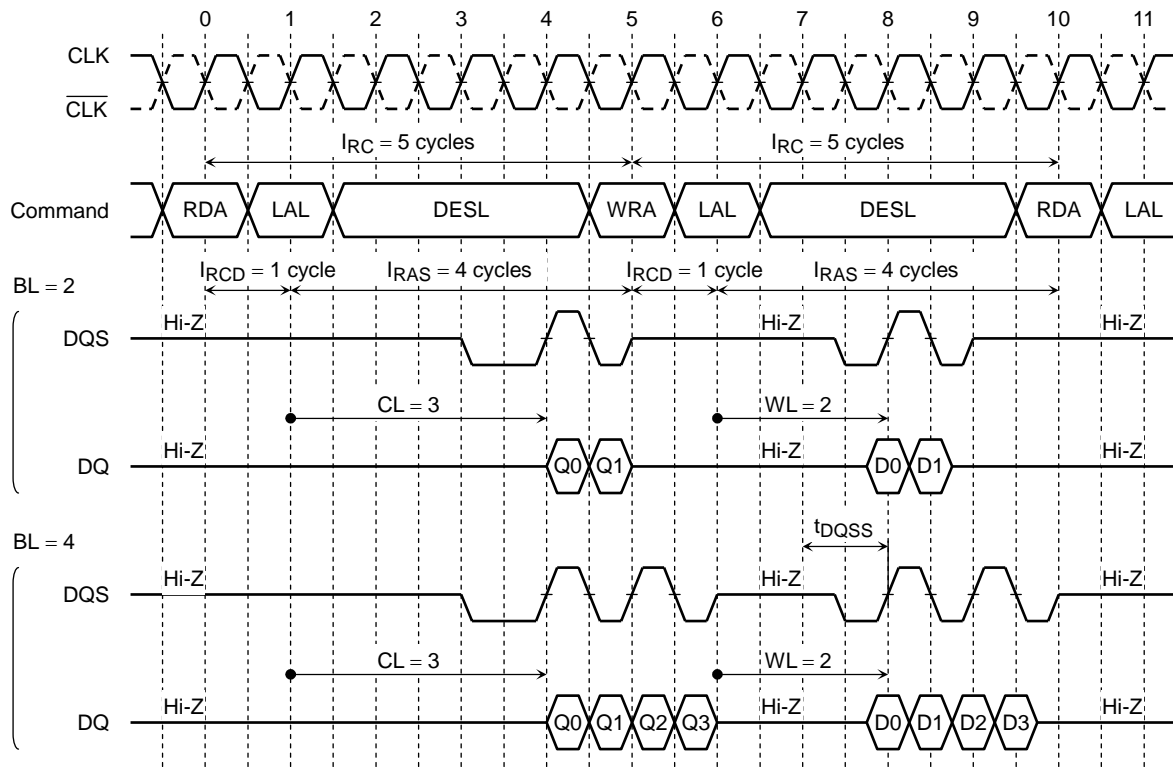 0 1 2 3 4 5 6 7 8 9 10 11
CLK
CLK
IRC = 5 cycles IRC = 5 cycles
Command RDA LAL DESL WRA LAL DESL RDA LAL
IRCD = 1 cycle IRAS = 4 cycles IRCD = 1 cycle IRAS = 4 cycles
BL = 2
DQS Hi-Z Hi-Z Hi-Z
CL = 3 WL = 2
DQ Hi-Z Q0 Q1 Hi-Z D0 D1 Hi-Z
tDQSS
BL = 4
DQS Hi-Z Hi-Z Hi-Z
CL = 3 WL = 2
DQ Hi-Z Q0 Q1 Q2 Q3 Hi-Z D0 D1 D2 D3 Hi-Z